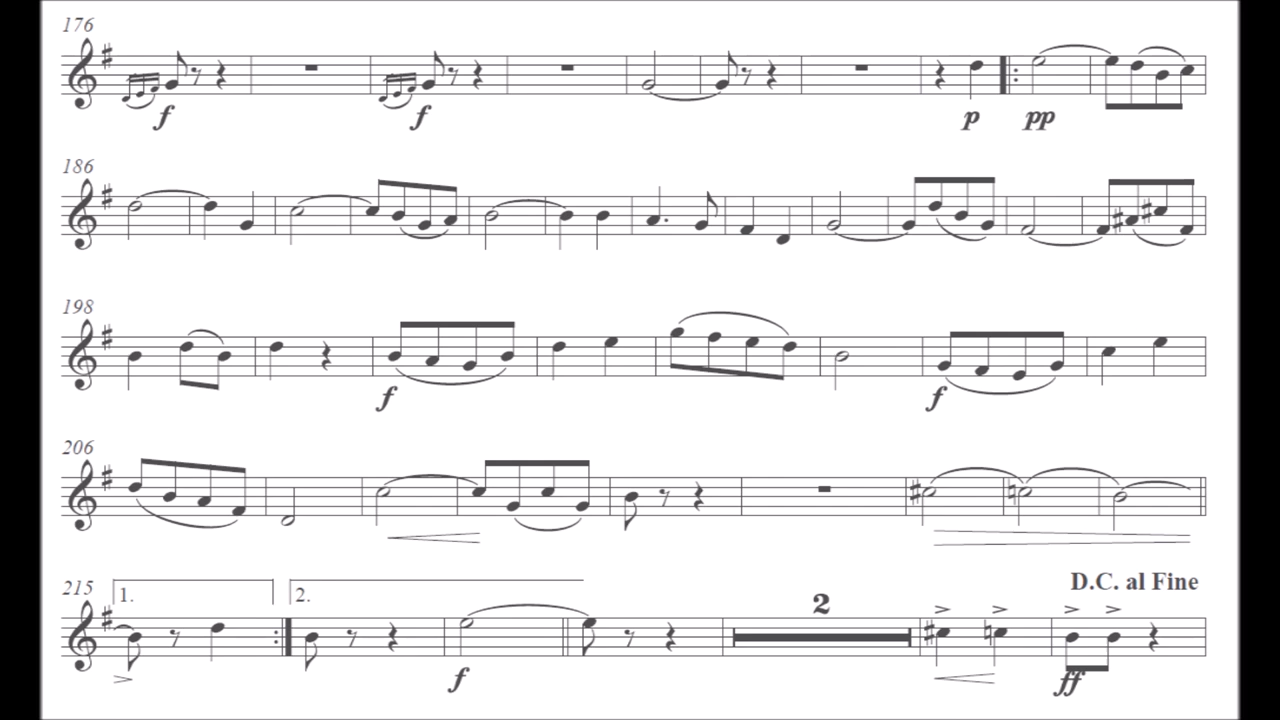 176
f f p pp
186
198
f f
206
D.C. al Fine
215 1. 2. 2
f ff